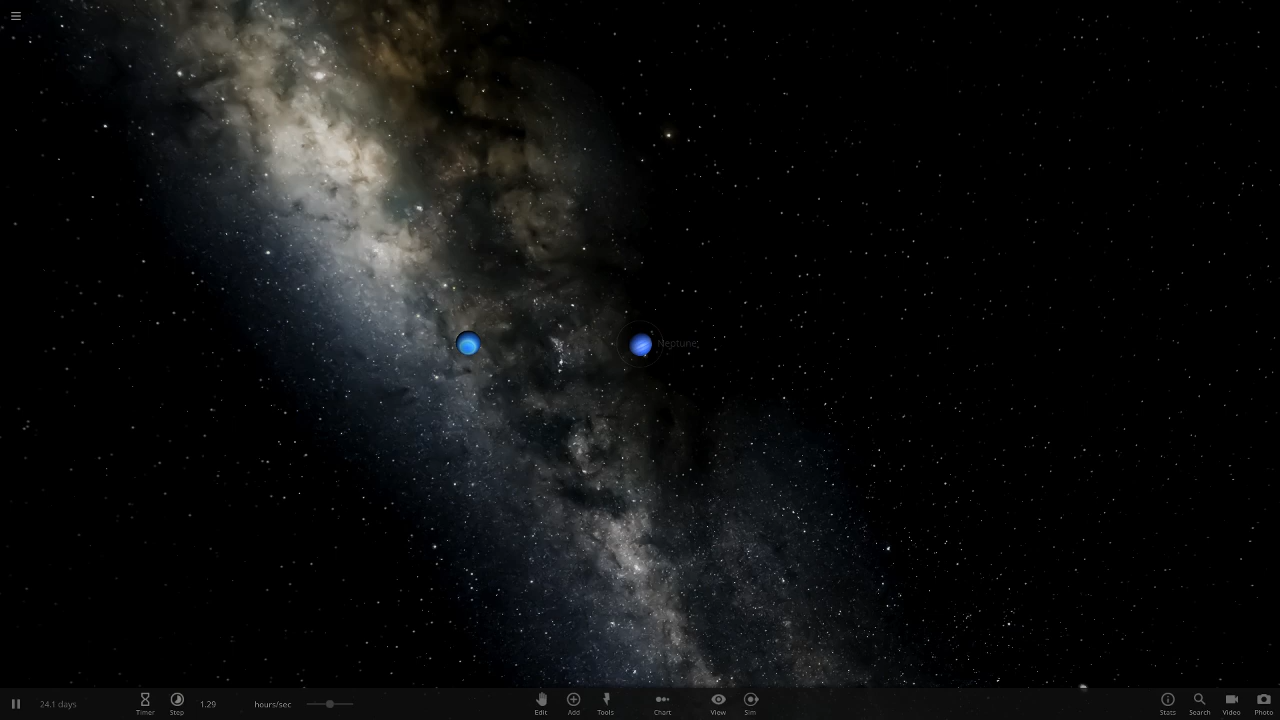 Neptune
24.1 days
Timer
Step
1.29
hours/sec
Edit
Add
Tools
Chart
View
Sim
Stats
Search
Video
Photo